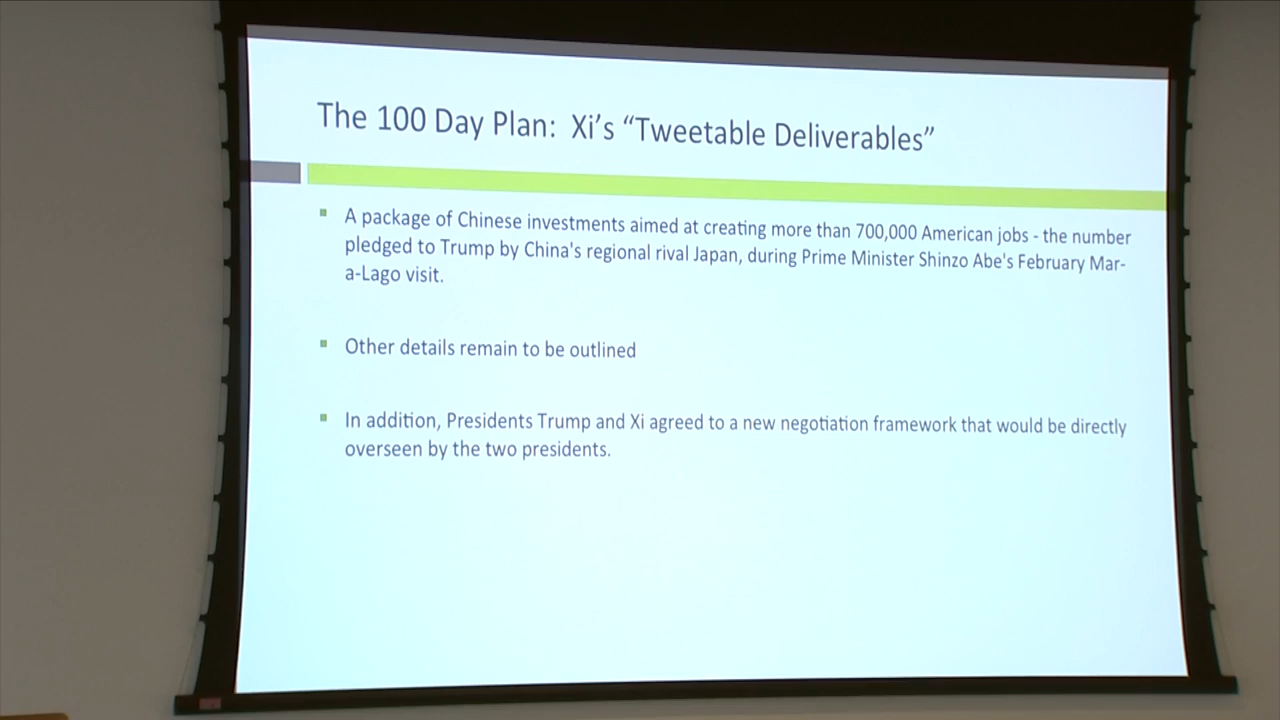 The 100 Day Plan: Xi's “Tweetable Deliverables”
A package of Chinese investments aimed at creating more than 700,000 American jobs - the number
pledged to Trump by China's regional rival Japan, during Prime Minister Shinzo Abe's February Mar-
a-Lago visit.
Other details remain to be outlined
In addition, Presidents Trump and Xi agreed to a new negotiation framework that would be directly
overseen by the two presidents.